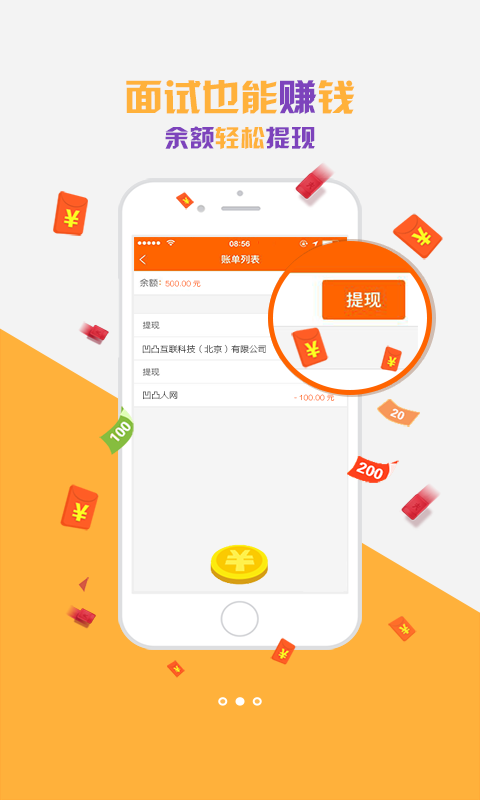 面试也能赚钱
余额轻松提现
08:56
账单列表
余额：500.00 元
提现
提现
凹凸互联科技（北京）有限公司
提现
凹凸人网
- 100.00 元
¥
¥
¥
¥
100
20
200
¥
¥
¥
¥
¥